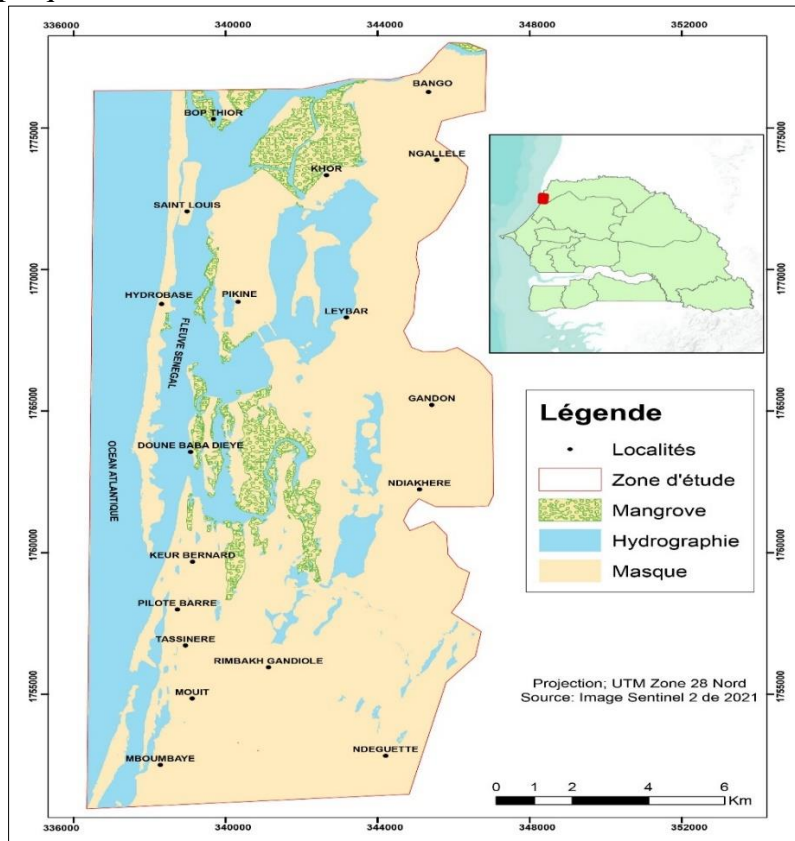 336000 340000 344000 348000 352000
BANGO
BOP THIOR
1775000 1775000
NGALLELE
KHOR
SAINT LOUIS
1770000 1770000
HYDROBASE PIKINE
LEYBAR
FLEUVE SENEGAL
1765000 1765000
GANDON
OCEAN ATLANTIQUE
DOUNE BABA DIEYE
NDIAKHERE
1760000 1760000
KEUR BERNARD
PILOTE BARRE
TASSINERE
RIMBAKH GANDIOLE
1755000 1755000
MOUIT
NDEGUETTE
MBOUMBAYE
Légende
Localités
Zone d'étude
Mangrove
Hydrographie
Masque
Projection; UTM Zone 28 Nord
Source: Image Sentinel 2 de 2021
0 1 2 4 6
Km
336000 340000 344000 348000 352000